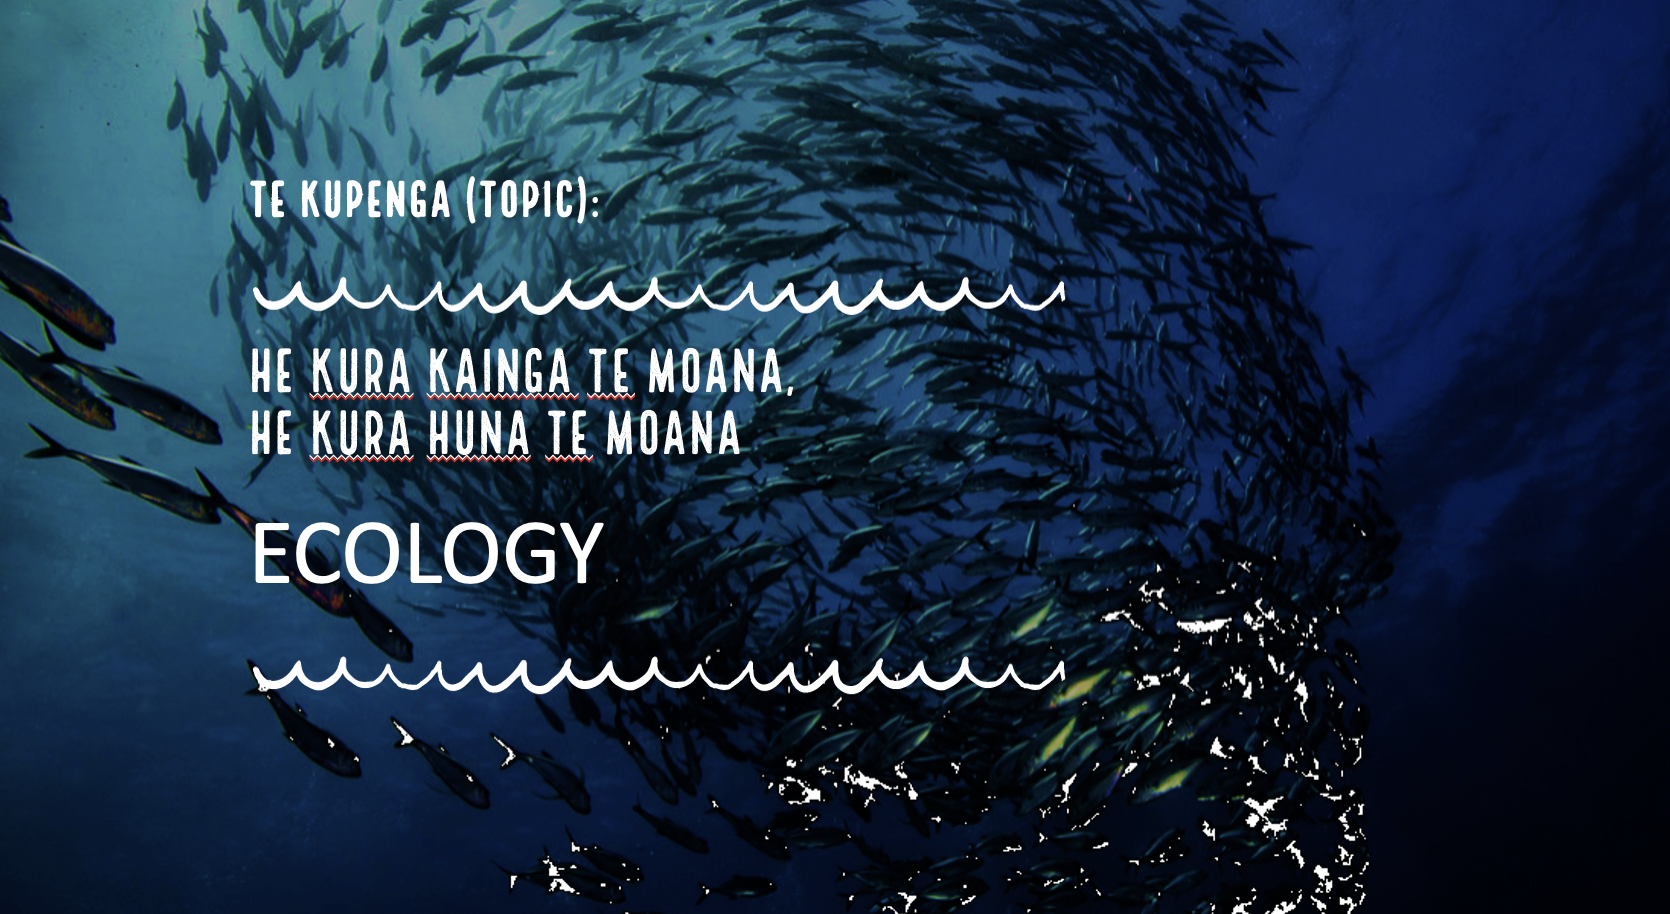 TE KUPENGA (TOPIC):
HE KURA KAINGA TE MOANA,
HE KURA HUNA TE MOANA
ECOLOGY